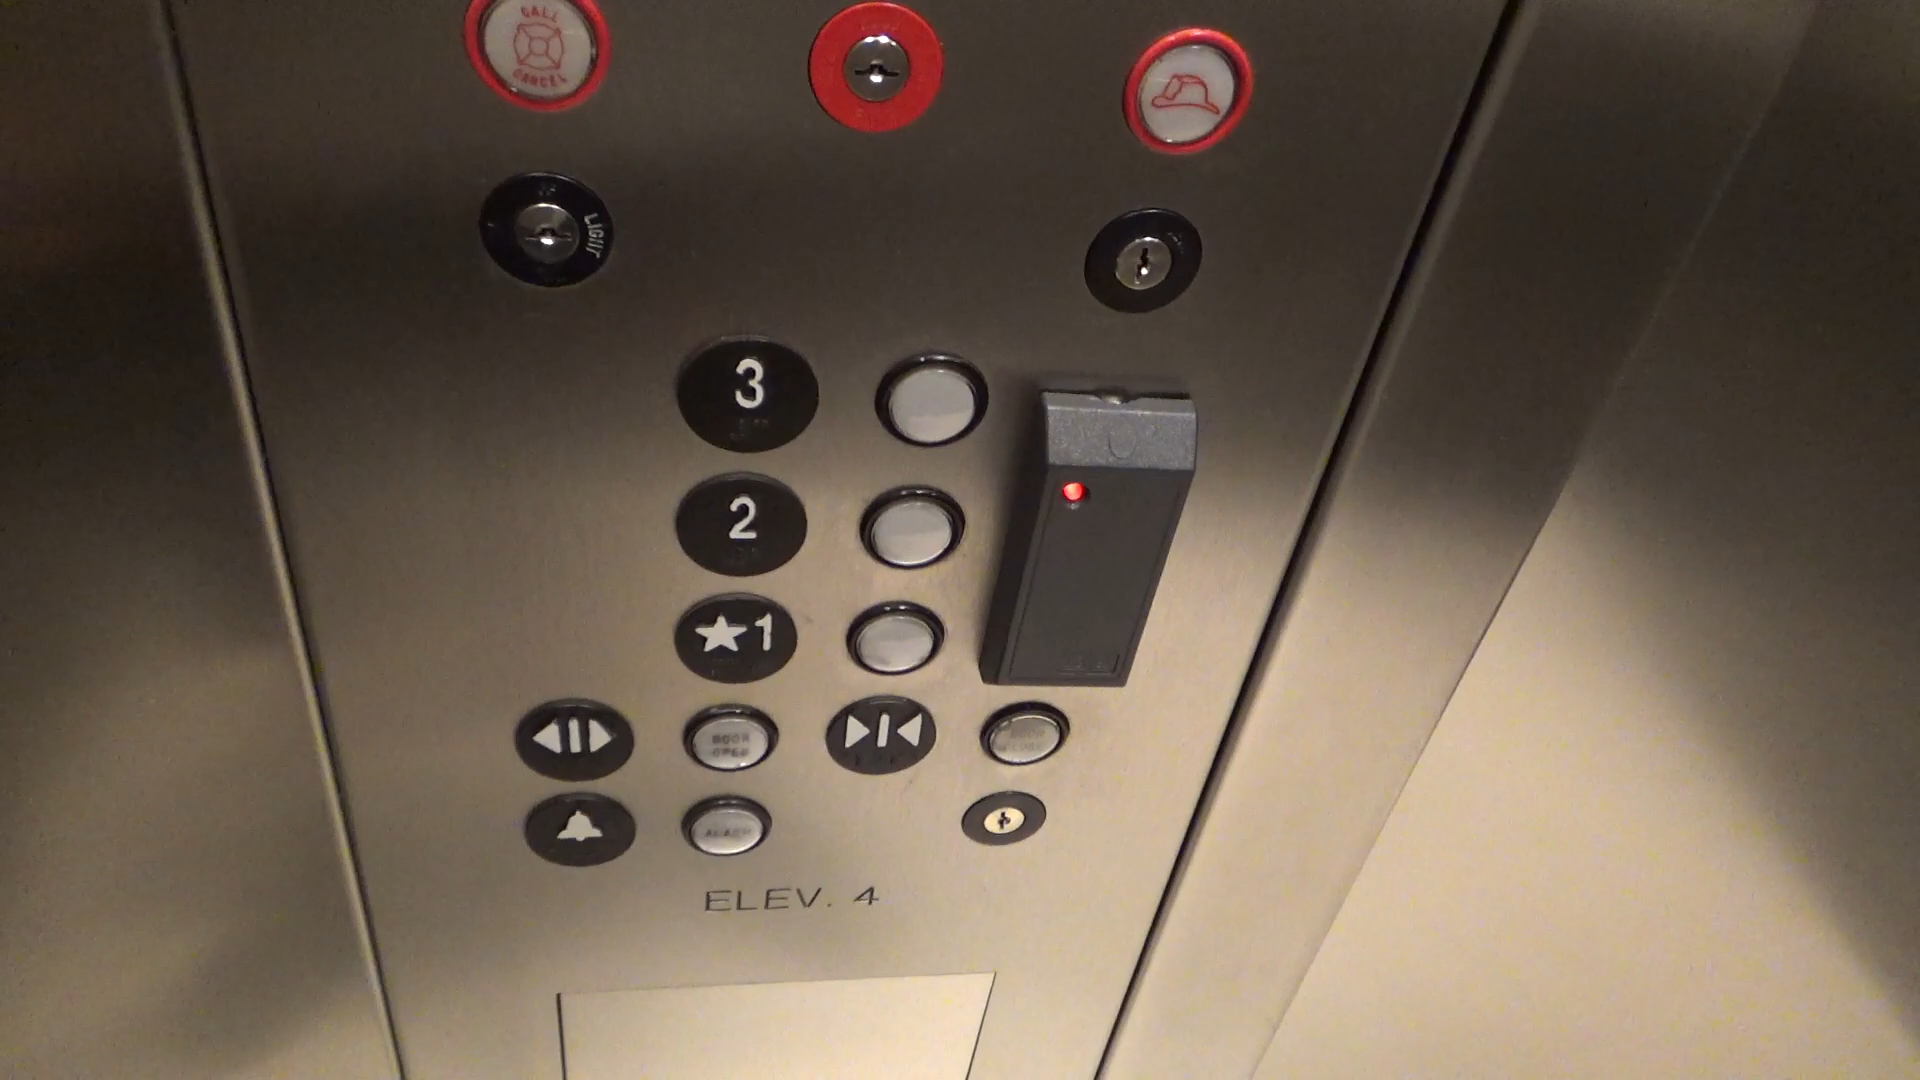 CALL
CANCEL
LIGHT
3
2
★1
DOOR
OPEN
DOOR
CLOSE
ALARM
ELEV. 4